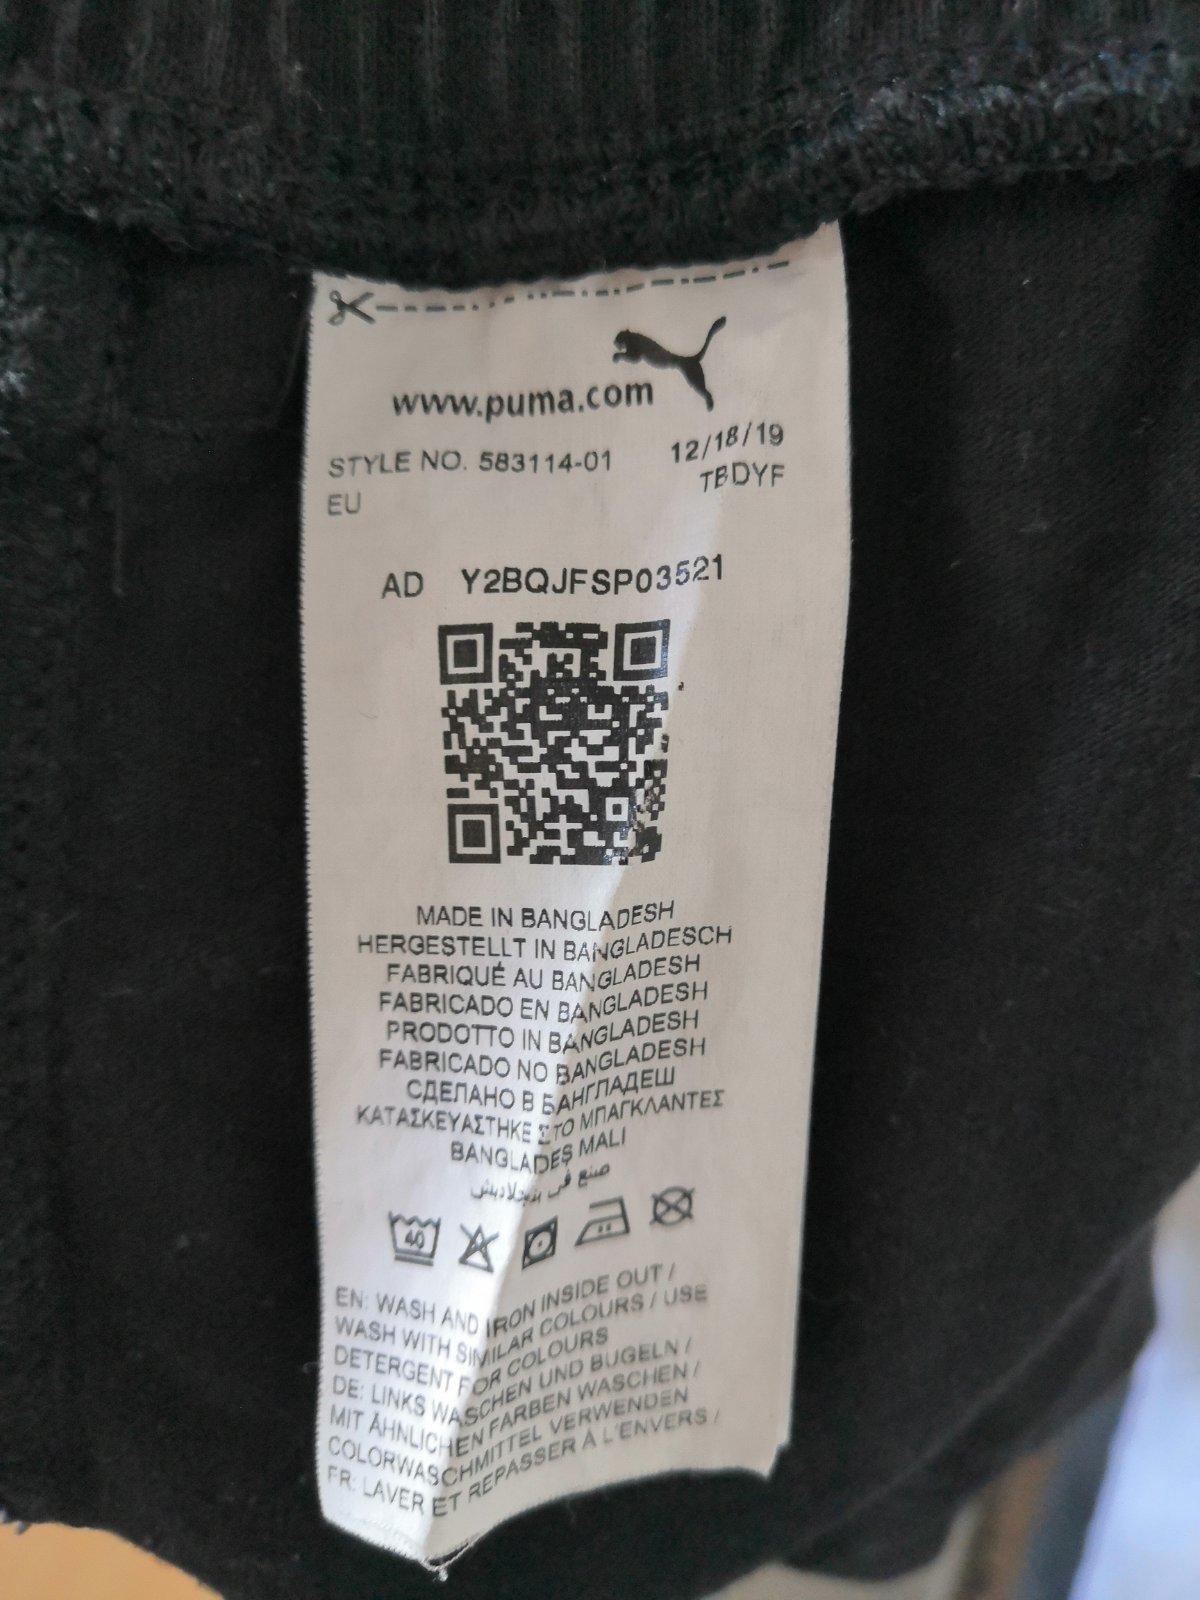 www.puma.com
STYLE NO. 583114-01 12/18/19
EU TBDYF
AD Y2BQJFSP03521
MADE IN BANGLADESH
HERGESTELLT IN BANGLADESCH
FABRIQUÉ AU BANGLADESH
FABRICADO EN BANGLADESH
PRODOTTO IN BANGLADESH
FABRICADO NO BANGLADESH
СДЕЛАНО В БАНГЛАДЕШ
ΚΑΤΑΣΚΕΥΑΣΤΗΚΕ ΣΤΟ ΜΠΑΓΚΛΑΝΤΕΣ
BANGLADEŞ MALI
صنع في بنجلاديش
40
EN: WASH AND IRON INSIDE OUT /
WASH WITH SIMILAR COLOURS / USE
DETERGENT FOR COLOURS
DE: LINKS WASCHEN UND BUGELN /
MIT ÄHNLICHEN FARBEN WASCHEN /
COLORWASCHMITTEL VERWENDEN
FR: LAVER ET REPASSER À L'ENVERS /